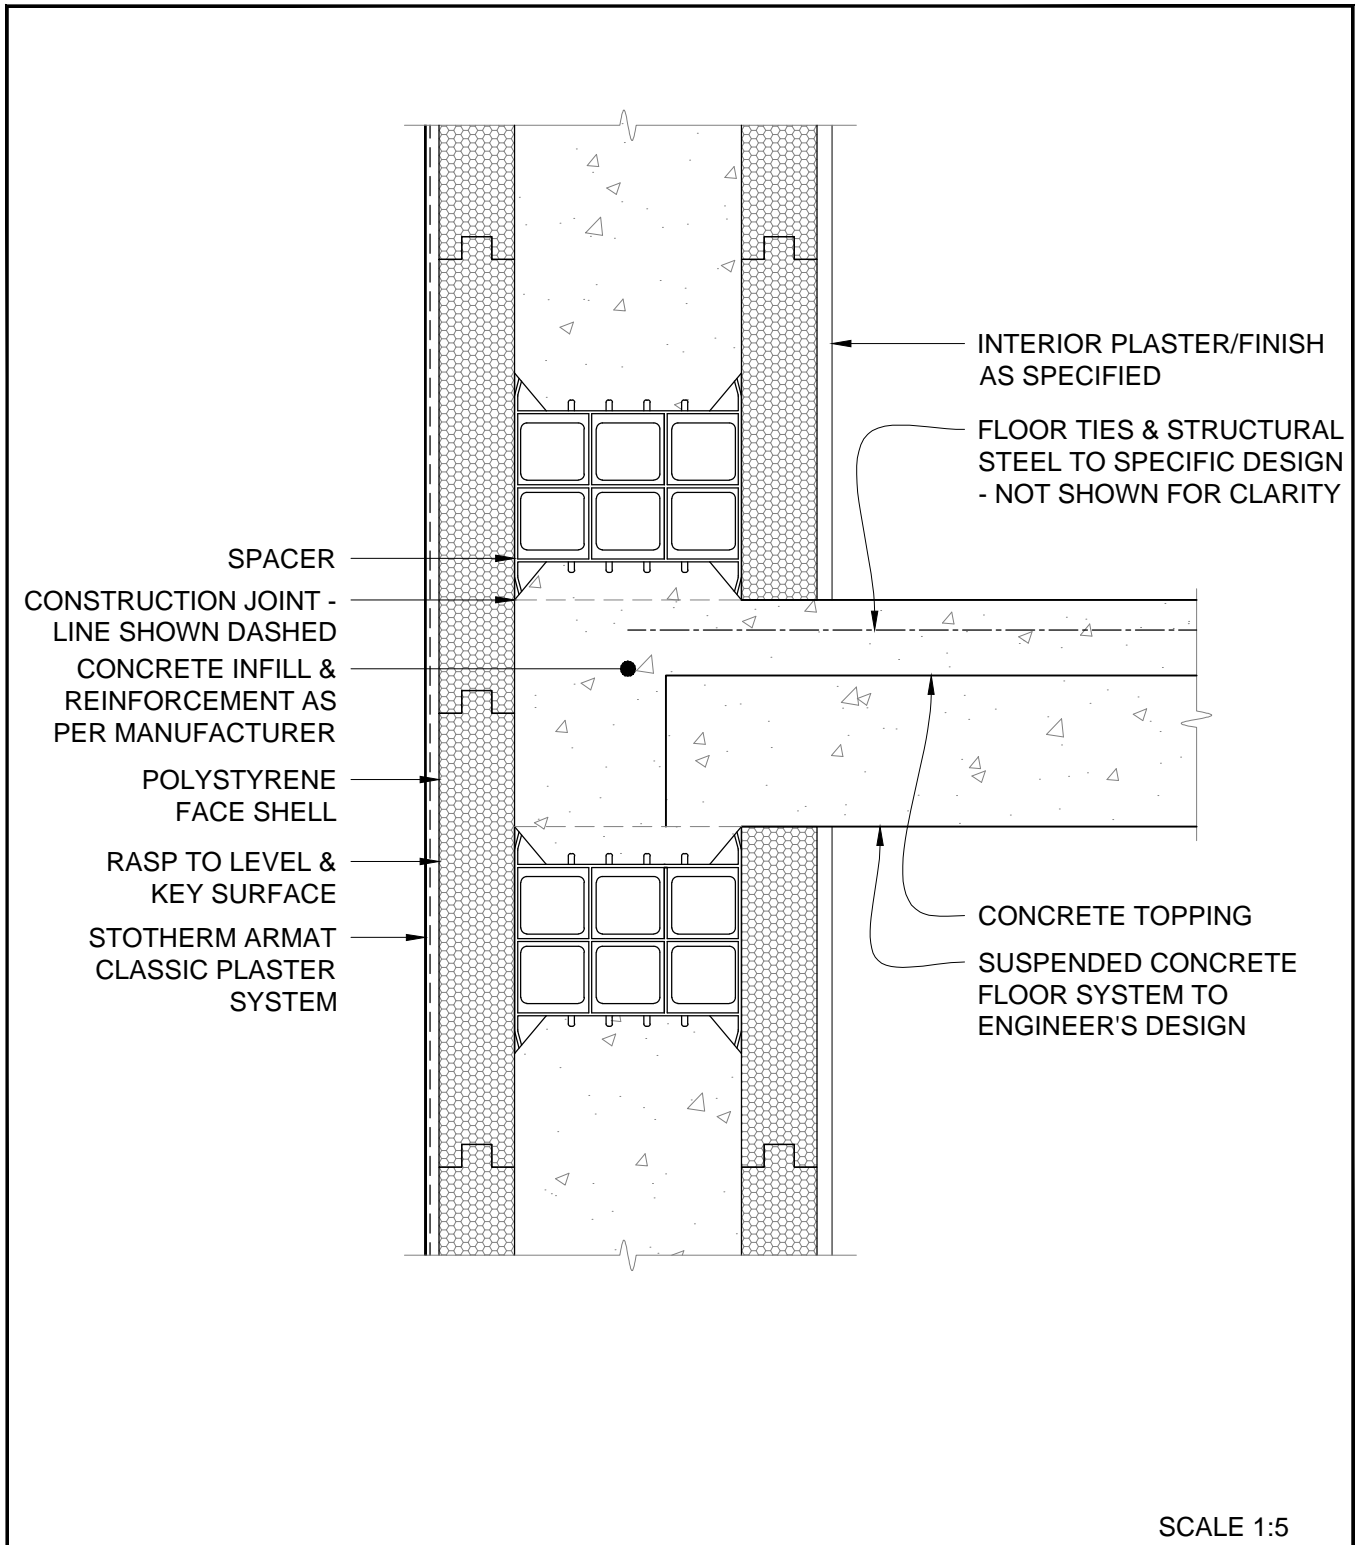 SPACER
CONSTRUCTION JOINT -
LINE SHOWN DASHED
CONCRETE INFILL &
REINFORCEMENT AS
PER MANUFACTURER
POLYSTYRENE
FACE SHELL
RASP TO LEVEL &
KEY SURFACE
STOTHERM ARMAT
CLASSIC PLASTER
SYSTEM
INTERIOR PLASTER/FINISH
AS SPECIFIED
FLOOR TIES & STRUCTURAL
STEEL TO SPECIFIC DESIGN
- NOT SHOWN FOR CLARITY
CONCRETE TOPPING
SUSPENDED CONCRETE
FLOOR SYSTEM TO
ENGINEER'S DESIGN
SCALE 1:5